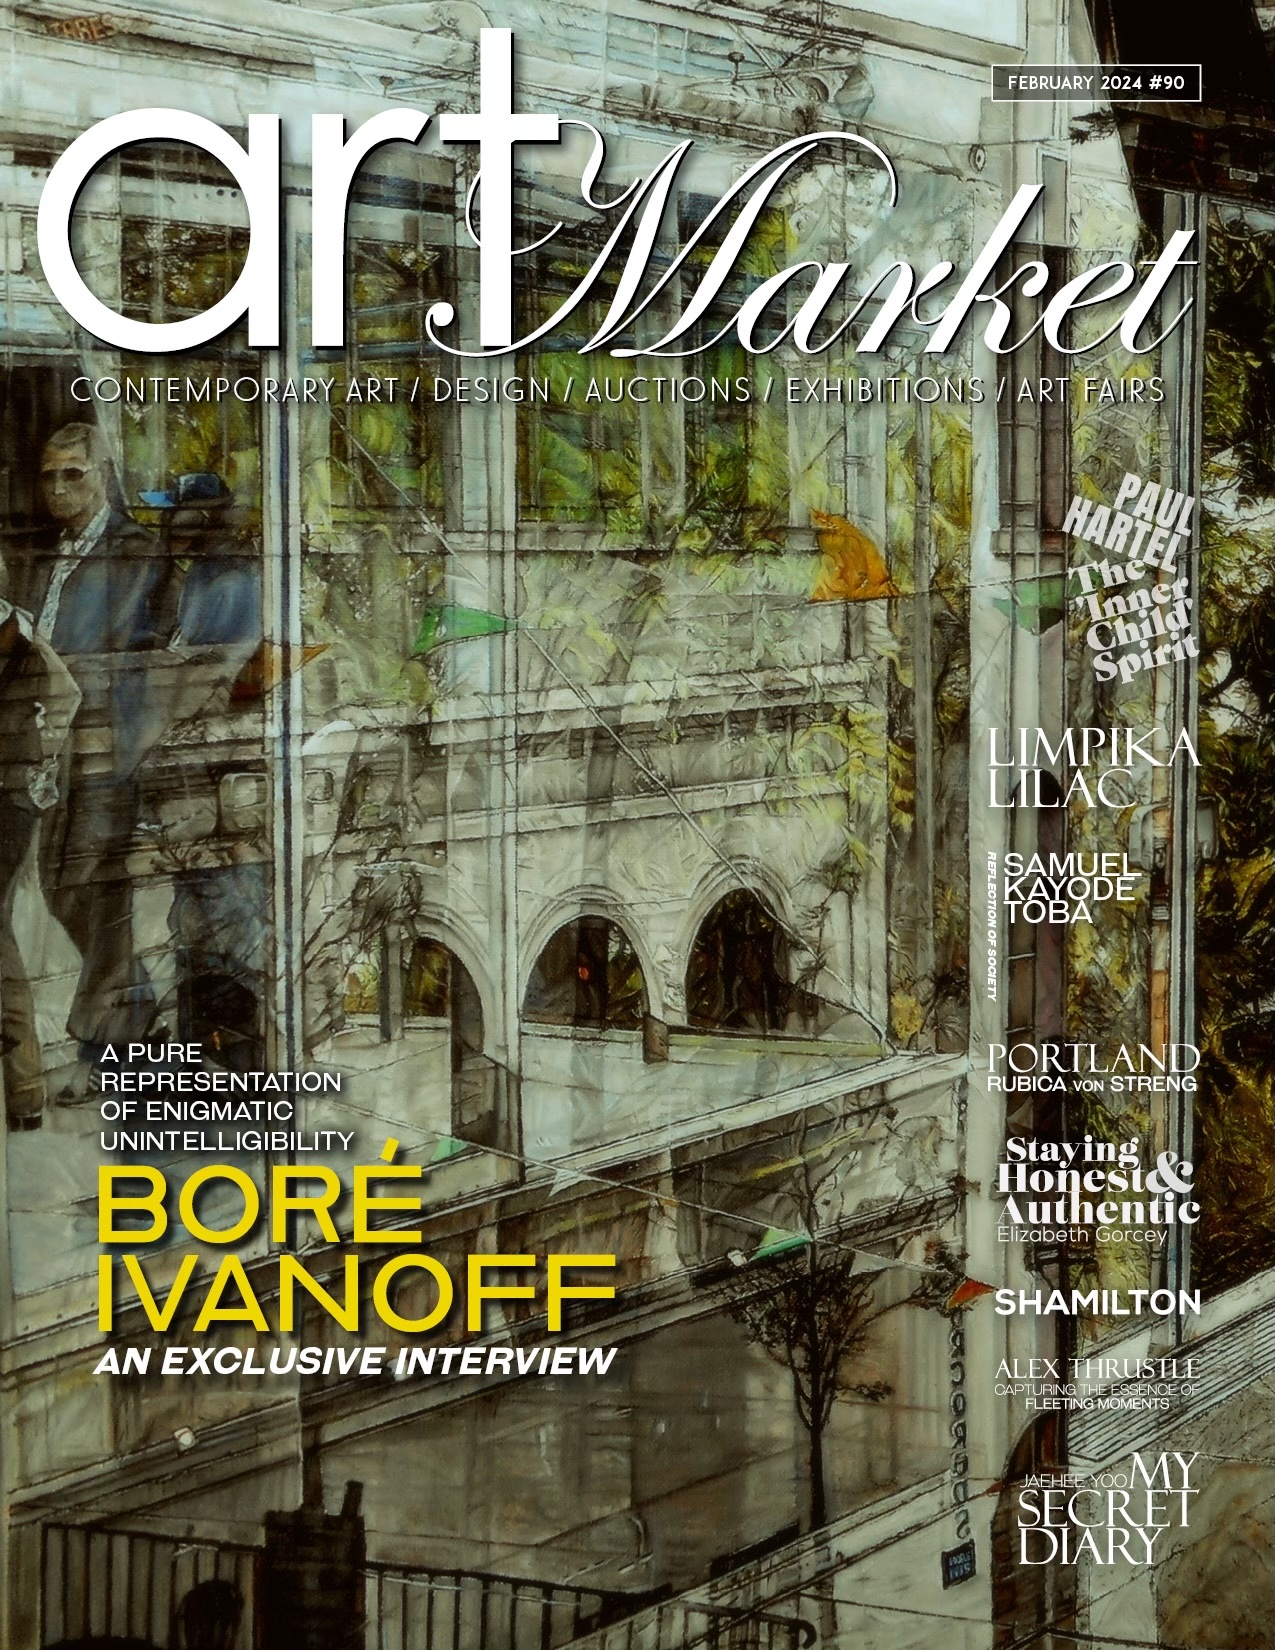 FEBRUARY 2024 #90
art Market
CONTEMPORARY ART / DESIGN / AUCTIONS / EXHIBITIONS / ART FAIRS
PAUL
HARTEL
The
'Inner
Child'
Spirit
LIMPIKA
LILAC
REFLECTION OF SOCIETY
SAMUEL
KAYODE
TOBA
PORTLAND
RUBICA VON STRENG
Staying
Honest &
Authentic
Elizabeth Gorcey
SHAMILTON
ALEX THRUSTLE
CAPTURING THE ESSENCE OF
FLEETING MOMENTS
JAEHEE YOO MY
SECRET
DIARY
A PURE
REPRESENTATION
OF ENIGMATIC
UNINTELLIGIBILITY
BORÉ
IVANOFF
AN EXCLUSIVE INTERVIEW